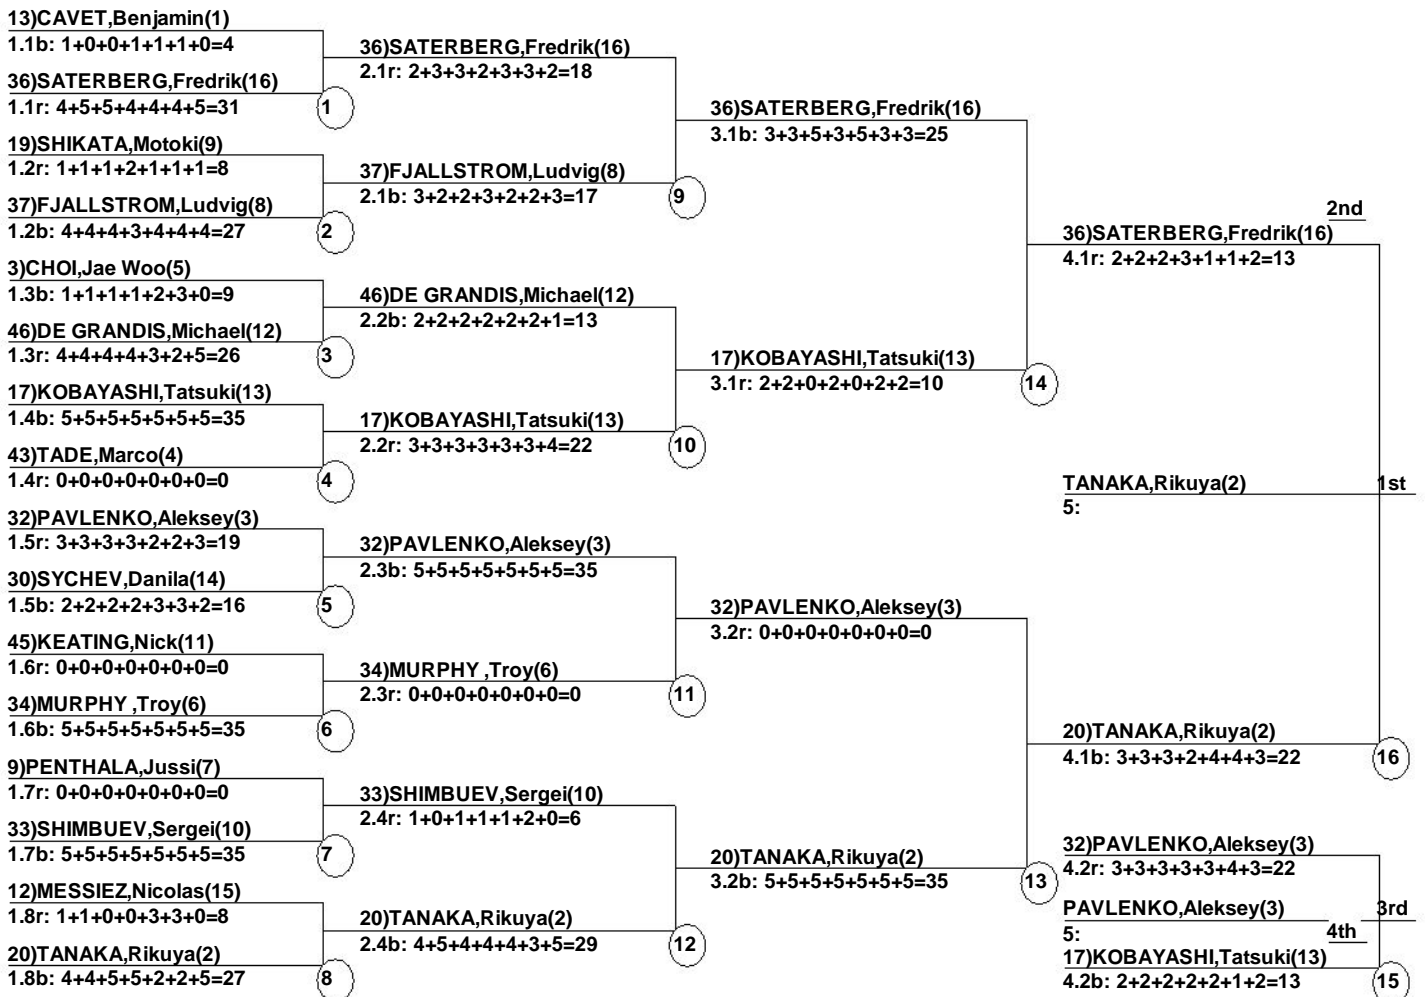 13)CAVET,Benjamin(1)
1.1b: 1+0+0+1+1+1+0=4
36)SATERBERG,Fredrik(16)
1.1r: 4+5+5+4+4+4+5=31
1
19)SHIKATA,Motoki(9)
1.2r: 1+1+1+2+1+1+1=8
37)FJALLSTROM,Ludvig(8)
1.2b: 4+4+4+3+4+4+4=27
2
3)CHOI,Jae Woo(5)
1.3b: 1+1+1+1+2+3+0=9
46)DE GRANDIS,Michael(12)
1.3r: 4+4+4+4+3+2+5=26
3
17)KOBAYASHI,Tatsuki(13)
1.4b: 5+5+5+5+5+5+5=35
43)TADE,Marco(4)
1.4r: 0+0+0+0+0+0+0=0
4
32)PAVLENKO,Aleksey(3)
1.5r: 3+3+3+3+2+2+3=19
30)SYCHEV,Danila(14)
1.5b: 2+2+2+2+3+3+2=16
5
45)KEATING,Nick(11)
1.6r: 0+0+0+0+0+0+0=0
34)MURPHY ,Troy(6)
1.6b: 5+5+5+5+5+5+5=35
6
9)PENTHALA,Jussi(7)
1.7r: 0+0+0+0+0+0+0=0
33)SHIMBUEV,Sergei(10)
1.7b: 5+5+5+5+5+5+5=35
7
12)MESSIEZ,Nicolas(15)
1.8r: 1+1+0+0+3+3+0=8
20)TANAKA,Rikuya(2)
1.8b: 4+4+5+5+2+2+5=27
8
36)SATERBERG,Fredrik(16)
2.1r: 2+3+3+2+3+3+2=18
37)FJALLSTROM,Ludvig(8)
2.1b: 3+2+2+3+2+2+3=17
9
46)DE GRANDIS,Michael(12)
2.2b: 2+2+2+2+2+2+1=13
17)KOBAYASHI,Tatsuki(13)
2.2r: 3+3+3+3+3+3+4=22
10
32)PAVLENKO,Aleksey(3)
2.3b: 5+5+5+5+5+5+5=35
34)MURPHY ,Troy(6)
2.3r: 0+0+0+0+0+0+0=0
11
33)SHIMBUEV,Sergei(10)
2.4r: 1+0+1+1+1+2+0=6
20)TANAKA,Rikuya(2)
2.4b: 4+5+4+4+4+3+5=29
12
36)SATERBERG,Fredrik(16)
3.1b: 3+3+5+3+5+3+3=25
17)KOBAYASHI,Tatsuki(13)
3.1r: 2+2+0+2+0+2+2=10
14
32)PAVLENKO,Aleksey(3)
3.2r: 0+0+0+0+0+0+0=0
20)TANAKA,Rikuya(2)
3.2b: 5+5+5+5+5+5+5=35
13
2nd
36)SATERBERG,Fredrik(16)
4.1r: 2+2+2+3+1+1+2=13
TANAKA,Rikuya(2) 1st
5:
20)TANAKA,Rikuya(2)
4.1b: 3+3+3+2+4+4+3=22
16
32)PAVLENKO,Aleksey(3)
4.2r: 3+3+3+3+3+4+3=22
PAVLENKO,Aleksey(3) 3rd
5: 4th
17)KOBAYASHI,Tatsuki(13)
4.2b: 2+2+2+2+2+1+2=13
15